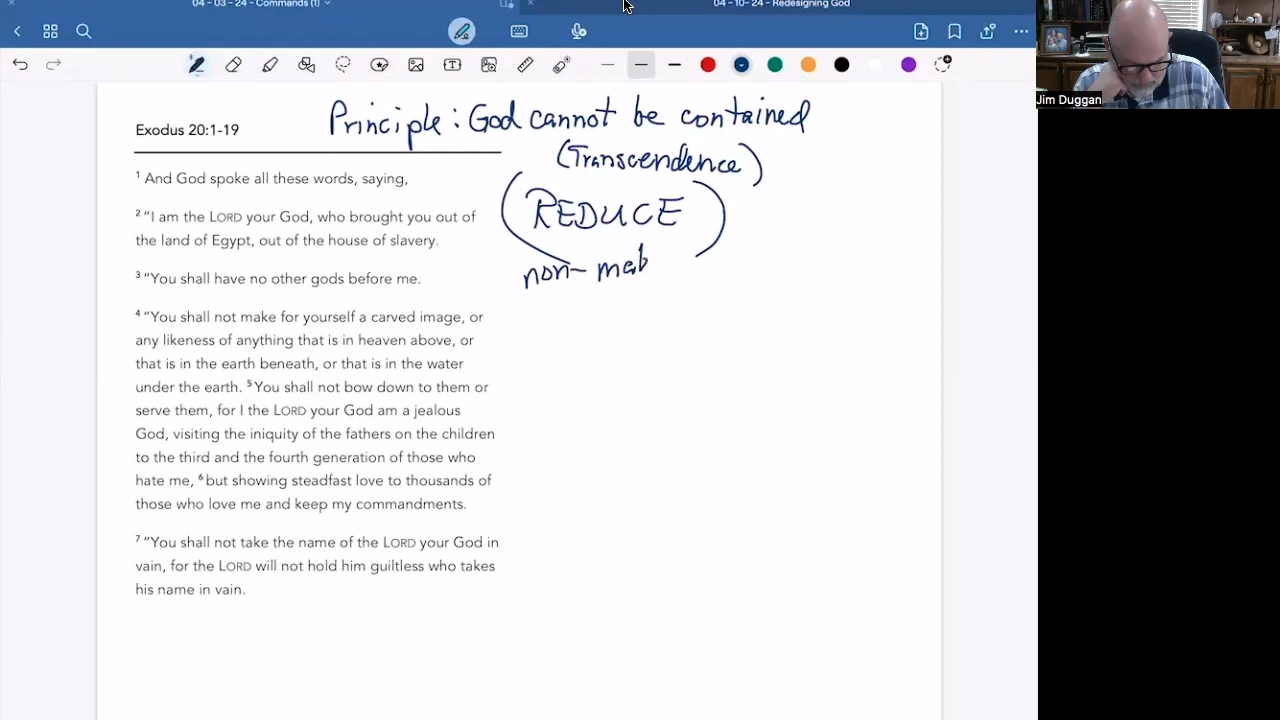 04 - 03 - 24 - Commands (1)
04 - 10- 24 - Redesigning God
Jim Duggan
Principle: God cannot be contained
(Transcendence)
(REDUCE)
non- mat
Exodus 20:1-19
1 And God spoke all these words, saying,
2 “I am the LORD your God, who brought you out of
the land of Egypt, out of the house of slavery.
3 “You shall have no other gods before me.
4 “You shall not make for yourself a carved image, or
any likeness of anything that is in heaven above, or
that is in the earth beneath, or that is in the water
under the earth. 5 You shall not bow down to them or
serve them, for I the LORD your God am a jealous
God, visiting the iniquity of the fathers on the children
to the third and the fourth generation of those who
hate me, 6 but showing steadfast love to thousands of
those who love me and keep my commandments.
7 “You shall not take the name of the LORD your God in
vain, for the LORD will not hold him guiltless who takes
his name in vain.